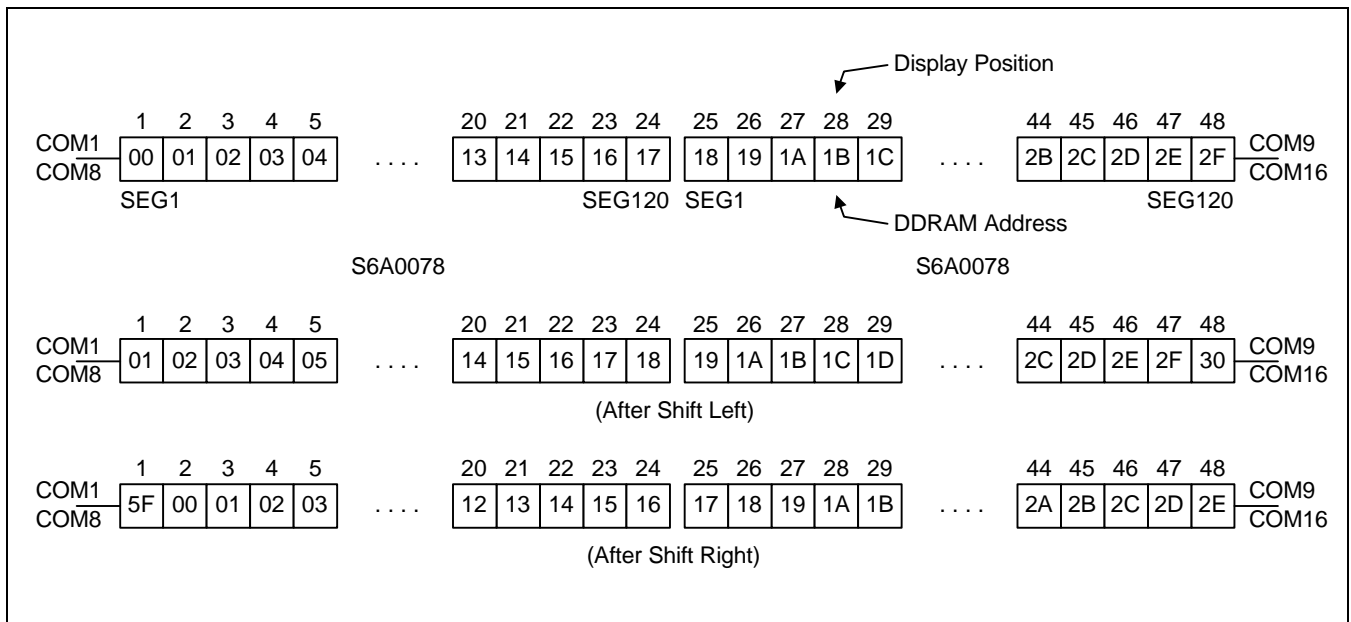 Display Position
1 2 3 4 5 20 21 22 23 24 25 26 27 28 29 44 45 46 47 48
COM1 COM9
00 01 02 03 04 . . . . 13 14 15 16 17 18 19 1A 1B 1C . . . . 2B 2C 2D 2E 2F
COM8 COM16
SEG1 SEG120 SEG1 SEG120
DDRAM Address
S6A0078 S6A0078
1 2 3 4 5 20 21 22 23 24 25 26 27 28 29 44 45 46 47 48
COM1 COM9
01 02 03 04 05 . . . . 14 15 16 17 18 19 1A 1B 1C 1D . . . . 2C 2D 2E 2F 30
COM8 COM16
(After Shift Left)
1 2 3 4 5 20 21 22 23 24 25 26 27 28 29 44 45 46 47 48
COM1 COM9
5F 00 01 02 03 . . . . 12 13 14 15 16 17 18 19 1A 1B . . . . 2A 2B 2C 2D 2E
COM8 COM16
(After Shift Right)